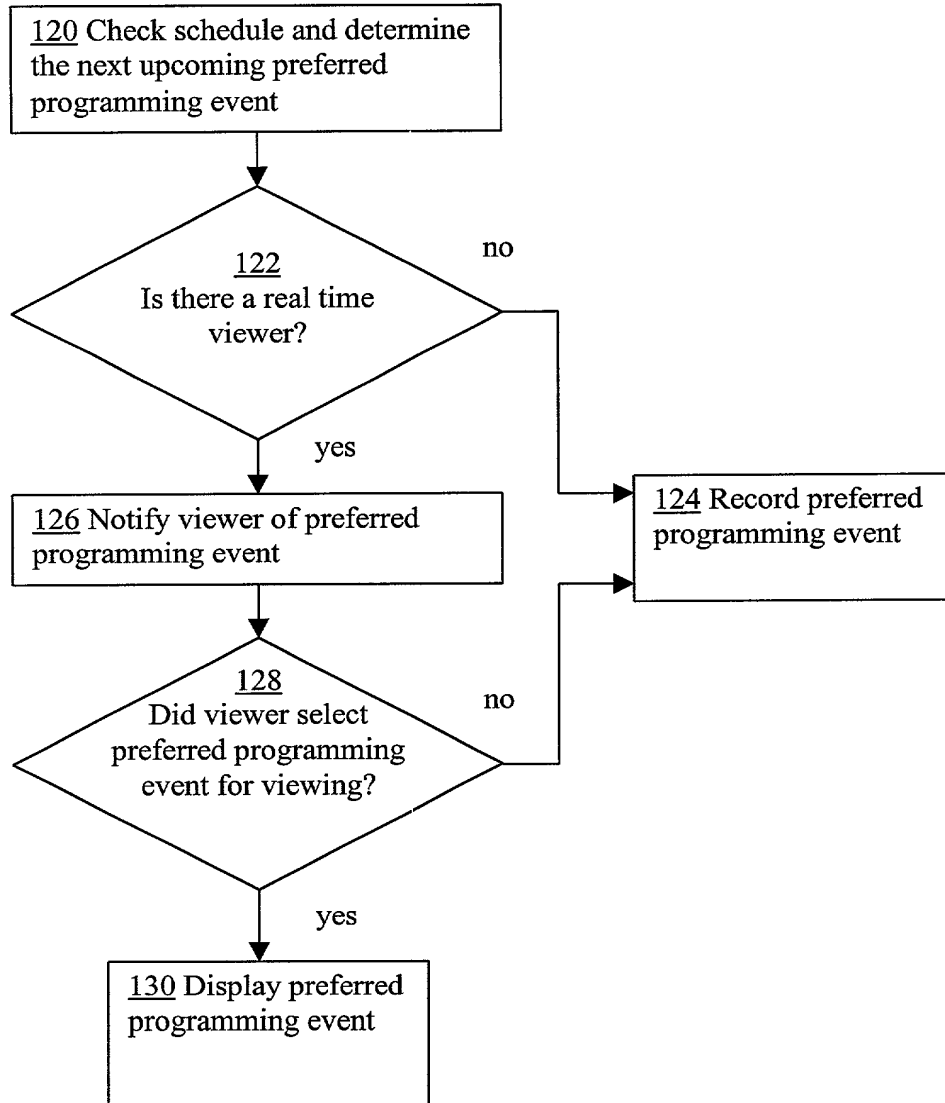 120 Check schedule and determine
the next upcoming preferred
programming event
no
122
Is there a real time
viewer?
yes
124 Record preferred
programming event
126 Notify viewer of preferred
programming event
128
Did viewer select
preferred programming
event for viewing?
no
yes
130 Display preferred
programming event